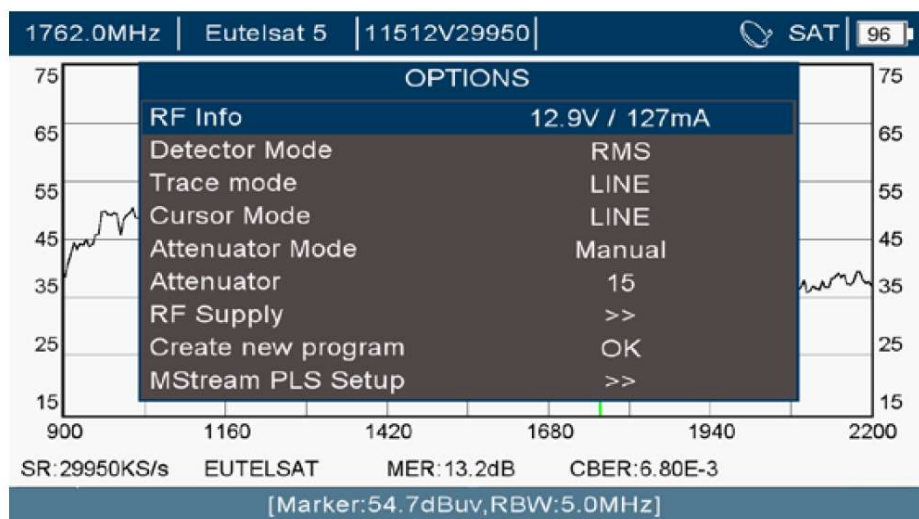 1762.0MHz Eutelsat 5 11512V29950 SAT 96
OPTIONS
RF Info 12.9V / 127mA
Detector Mode RMS
Trace mode LINE
Cursor Mode LINE
Attenuator Mode Manual
Attenuator 15
RF Supply >>
Create new program OK
MStream PLS Setup >>
75 75
65 65
55 55
45 45
35 35
25 25
15 15
900 1160 1420 1680 1940 2200
SR:29950KS/s EUTELSAT MER:13.2dB CBER:6.80E-3
[Marker:54.7dBuv,RBW:5.0MHz]